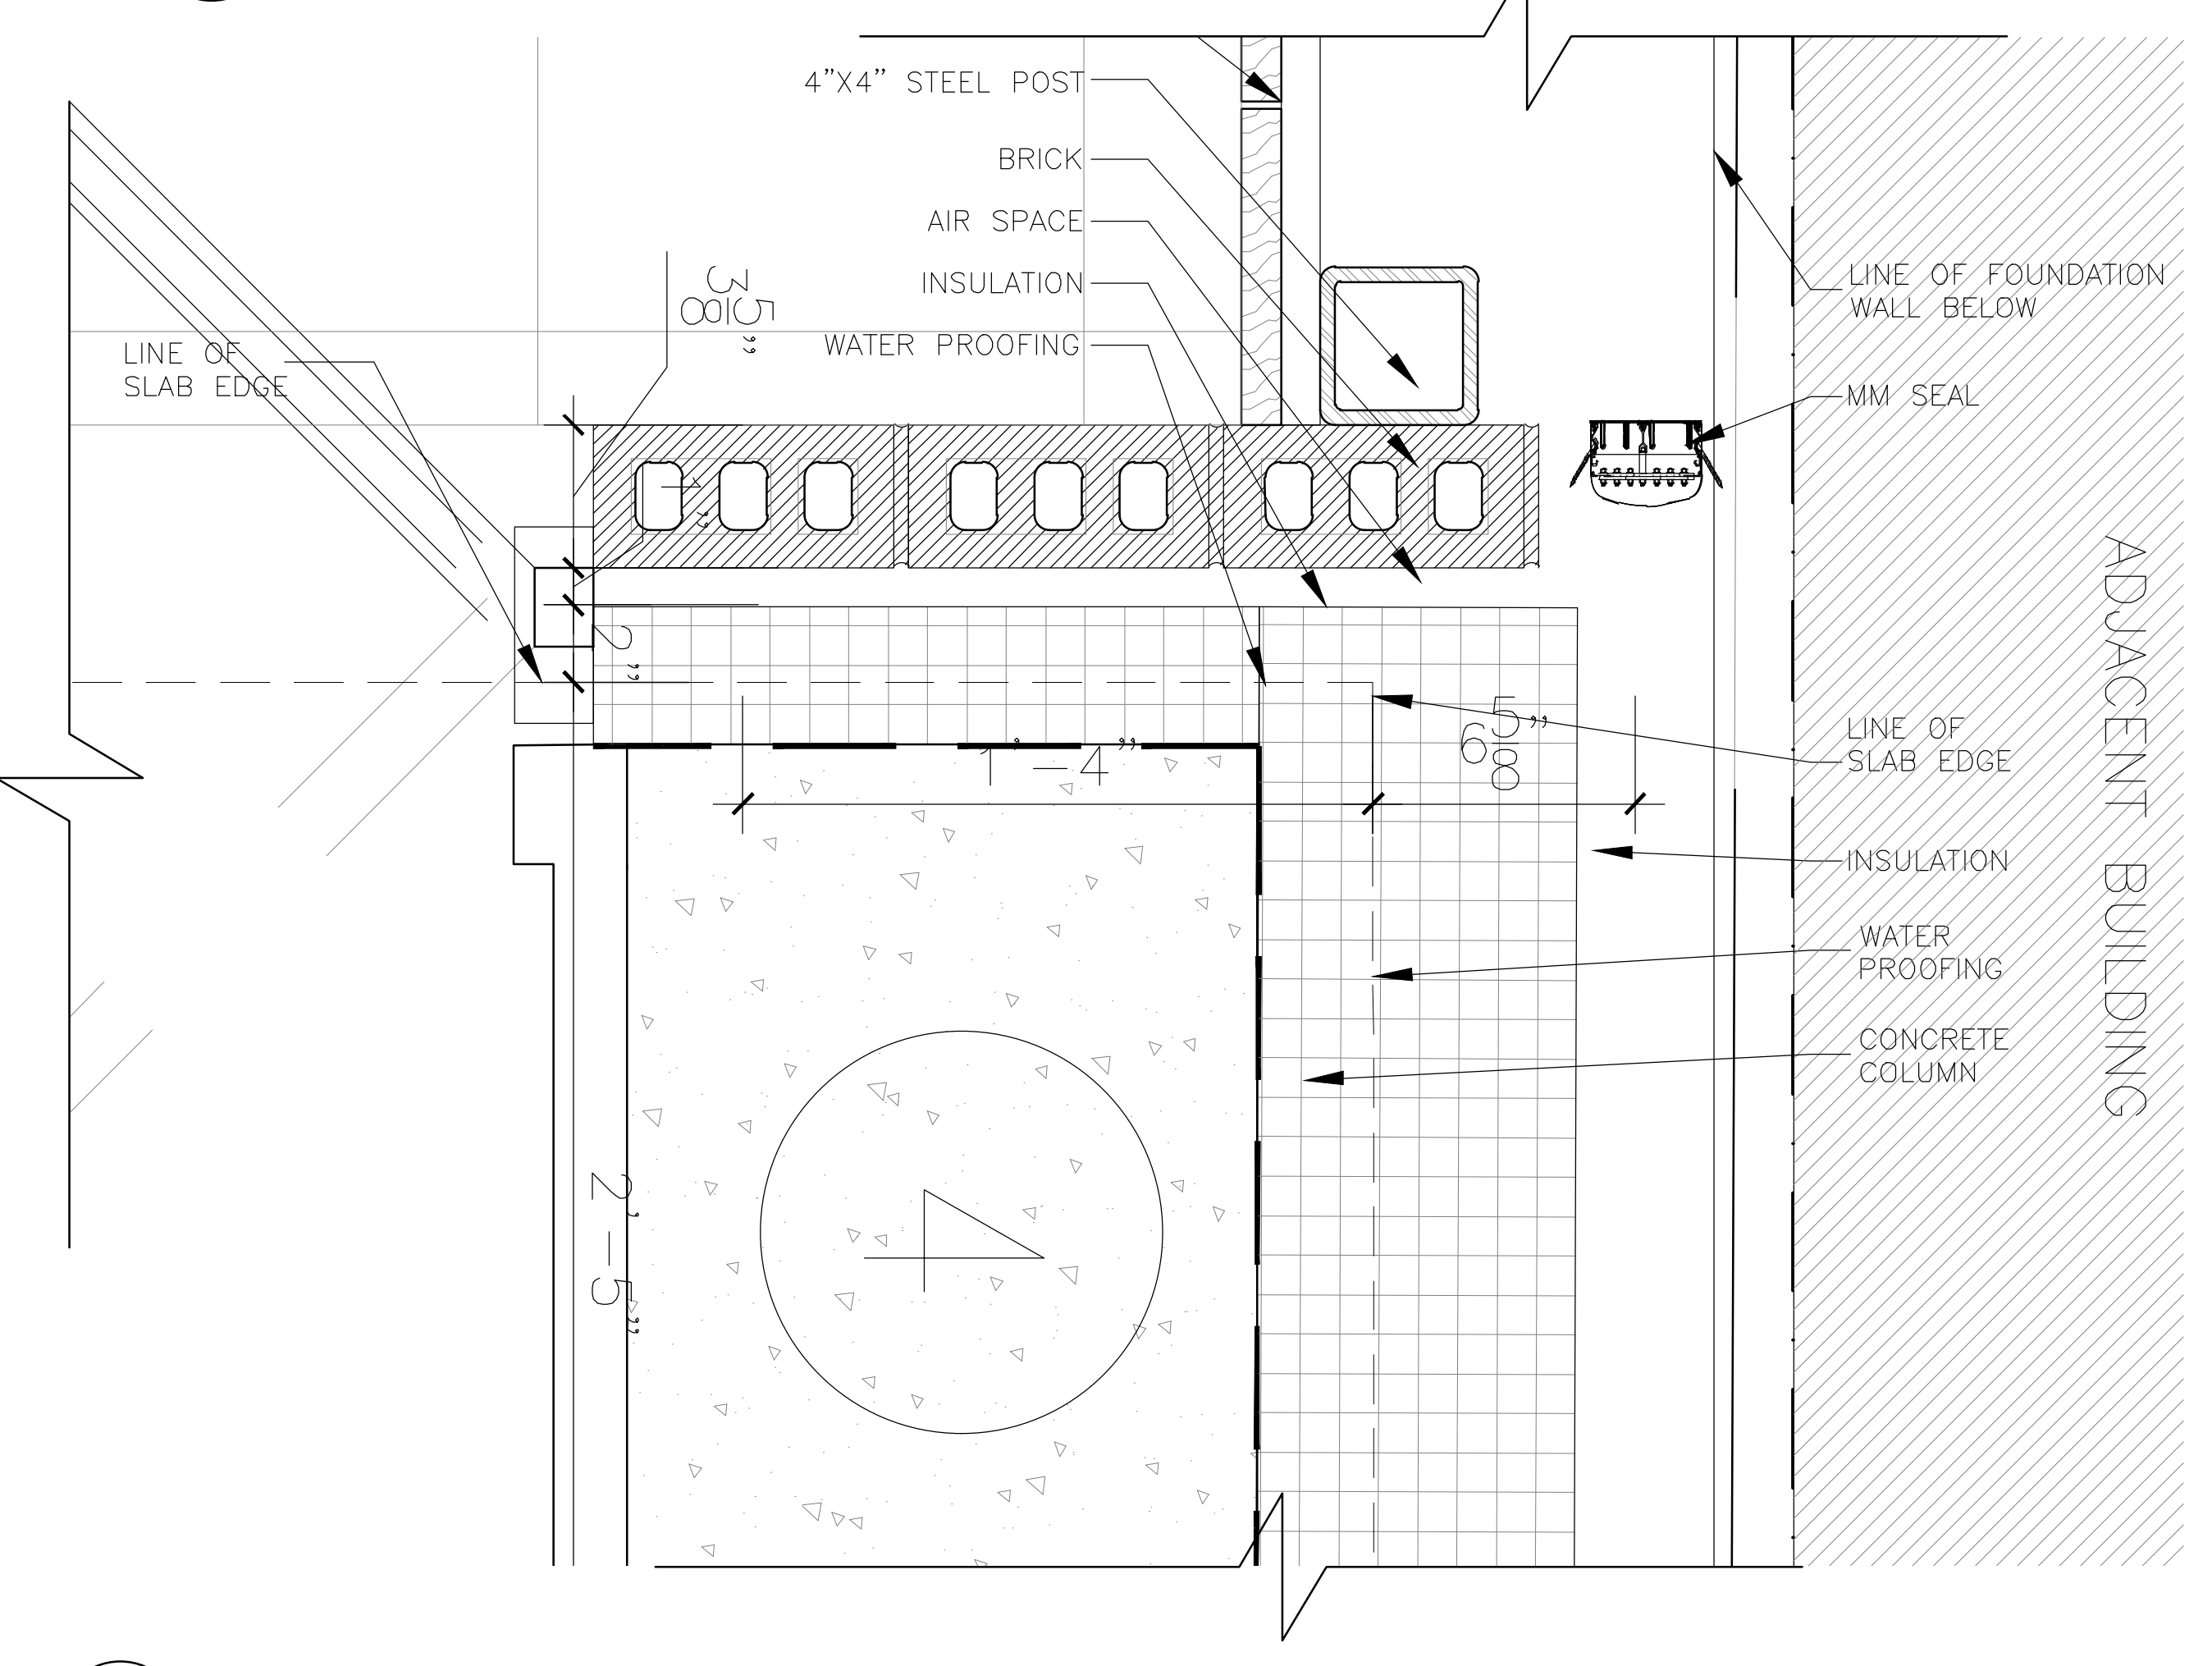 4”X4” STEEL POST
BRICK
AIR SPACE
INSULATION
WATER PROOFING
LINE OF
SLAB EDGE
3 5/8”
1”
2”
1’-4”
6 5/8”
2’-5”
4
LINE OF FOUNDATION
WALL BELOW
MM SEAL
LINE OF
SLAB EDGE
INSULATION
WATER
PROOFING
CONCRETE
COLUMN
ADJACENT BUILDING